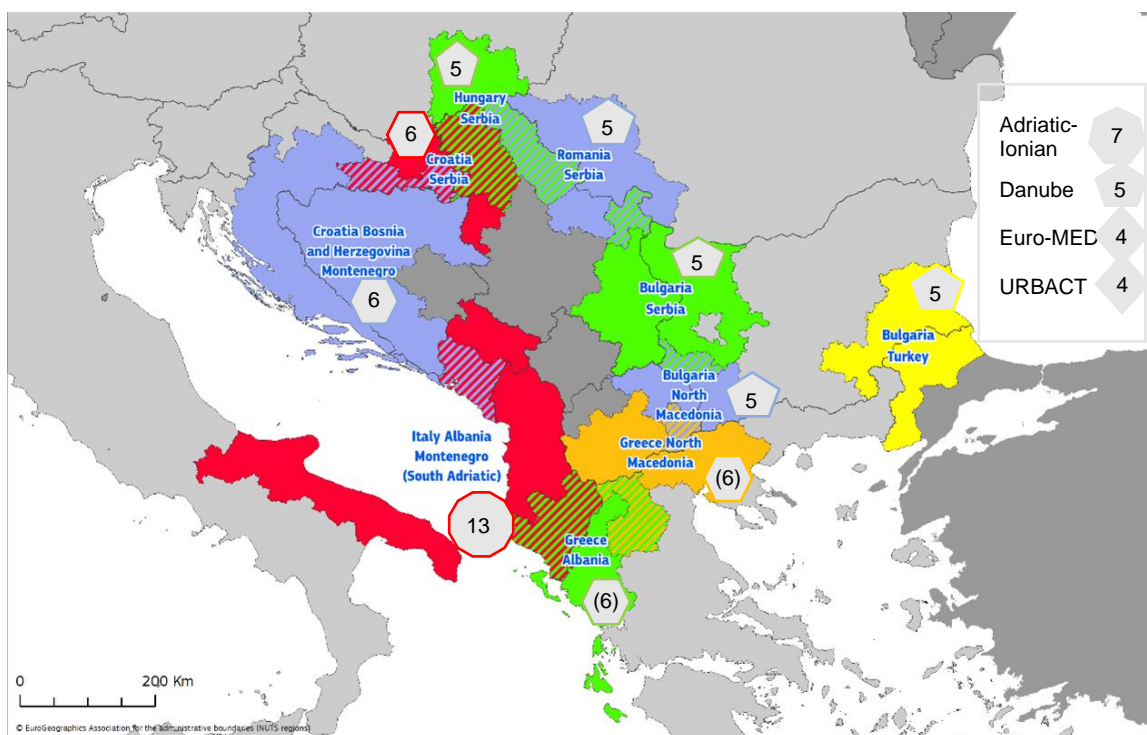 5
Hungary
Serbia
6
Croatia
Serbia
5
Romania
Serbia
Adriatic-
Ionian
7
Danube
5
Euro-MED
4
URBACT
4
Croatia Bosnia
and Herzegovina
Montenegro
6
5
Bulgaria
Serbia
5
Bulgaria
Turkey
Bulgaria
North
Macedonia
5
Italy Albania
Montenegro
(South Adriatic)
13
Greece North
Macedonia
(6)
Greece
Albania
(6)
0
200 Km
© EuroGeographics Association for the administrative boundaries (NUTS regions)